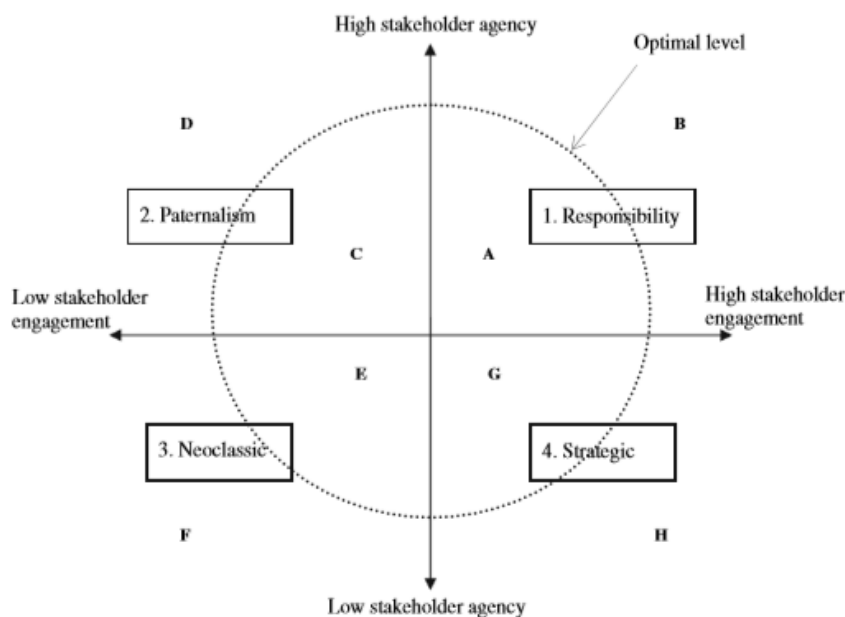 High stakeholder agency
Optimal level
D
B
2. Paternalism
1. Responsibility
C
A
Low stakeholder
engagement
High stakeholder
engagement
E
G
3. Neoclassic
4. Strategic
F
H
Low stakeholder agency